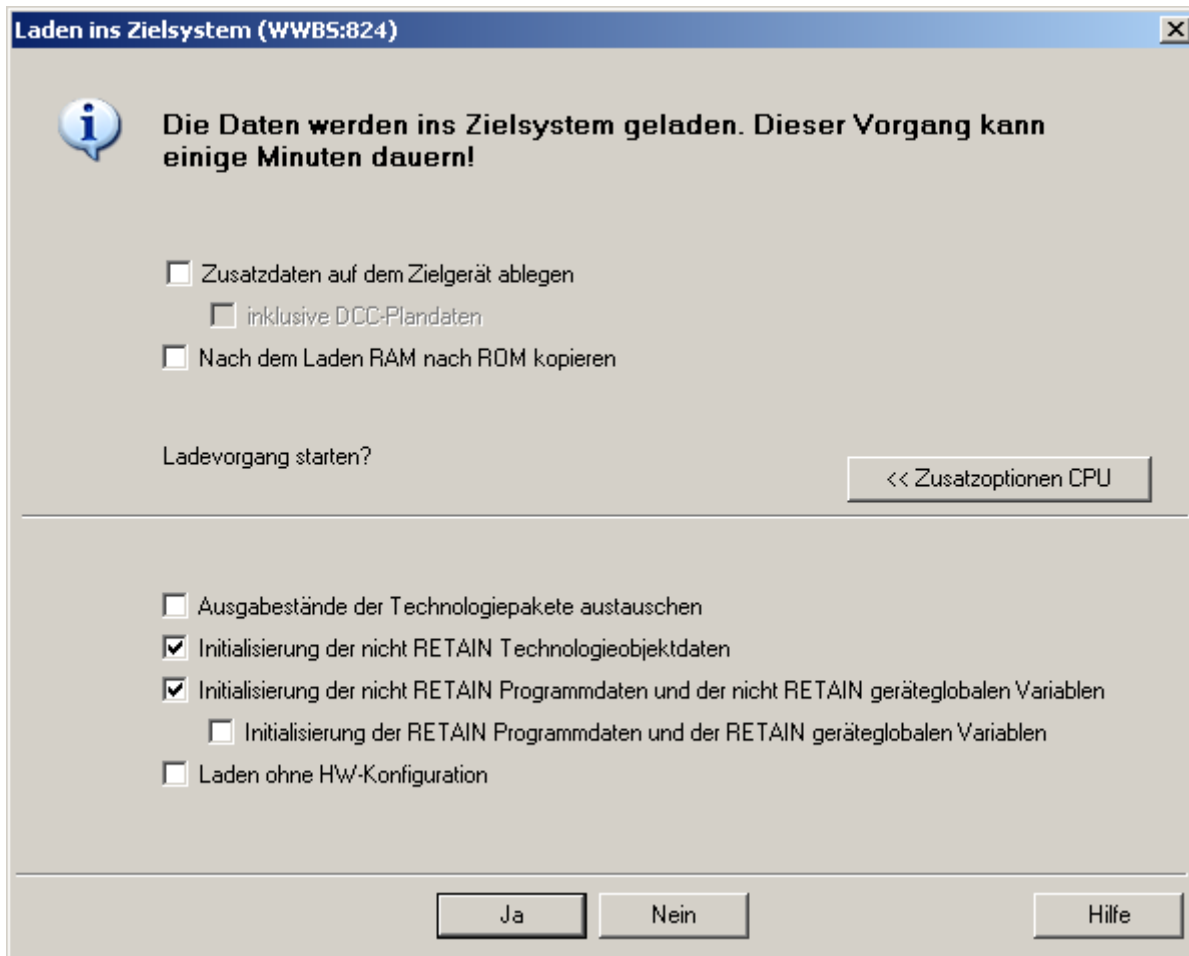 Laden ins Zielsystem (WWBS:824)
Die Daten werden ins Zielsystem geladen. Dieser Vorgang kann
einige Minuten dauern!
Zusatzdaten auf dem Zielgerät ablegen
inklusive DCC-Plandaten
Nach dem Laden RAM nach ROM kopieren
Ladevorgang starten?
<< Zusatzoptionen CPU
Ausgabestände der Technologiepakete austauschen
Initialisierung der nicht RETAIN Technologieobjektdaten
Initialisierung der nicht RETAIN Programmdaten und der nicht RETAIN geräteglobalen Variablen
Initialisierung der RETAIN Programmdaten und der RETAIN geräteglobalen Variablen
Laden ohne HW-Konfiguration
Ja Nein Hilfe